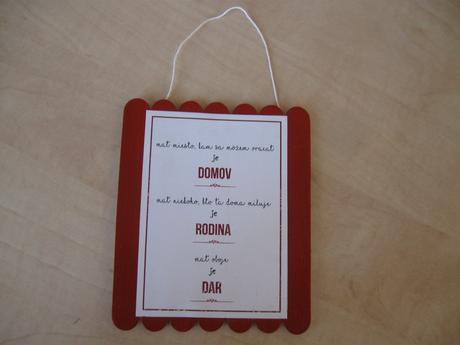 mať miesto, kam sa môžem vracať
je
DOMOV
mať niekoho, kto ťa doma miluje
je
RODINA
mať oboje
je
DAR